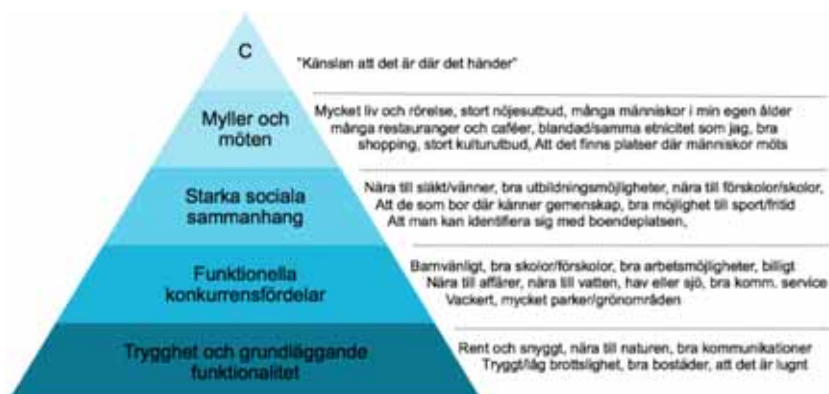 C
"Känslan att det är där det händer"
Myller och
möten
Mycket liv och rörelse, stort nöjesutbud, många människor i min egen ålder
många restauranger och caféer, blandad/samma etnicitet som jag, bra
shopping, stort kulturutbud, Att det finns platser där människor möts
Starka sociala
sammanhang
Nära till släkt/vänner, bra utbildningsmöjligheter, nära till förskolor/skolor,
Att de som bor där känner gemenskap, bra möjlighet till sport/fritid
Att man kan identifiera sig med boendeplatsen,
Funktionella
konkurrensfördelar
Barnvänligt, bra skolor/förskolor, bra arbetsmöjligheter, billigt
Nära till affärer, nära till vatten, hav eller sjö, bra komm. service
Vackert, mycket parker/grönområden
Trygghet och grundläggande
funktionalitet
Rent och snyggt, nära till naturen, bra kommunikationer
Tryggt/låg brottslighet, bra bostäder, att det är lugnt